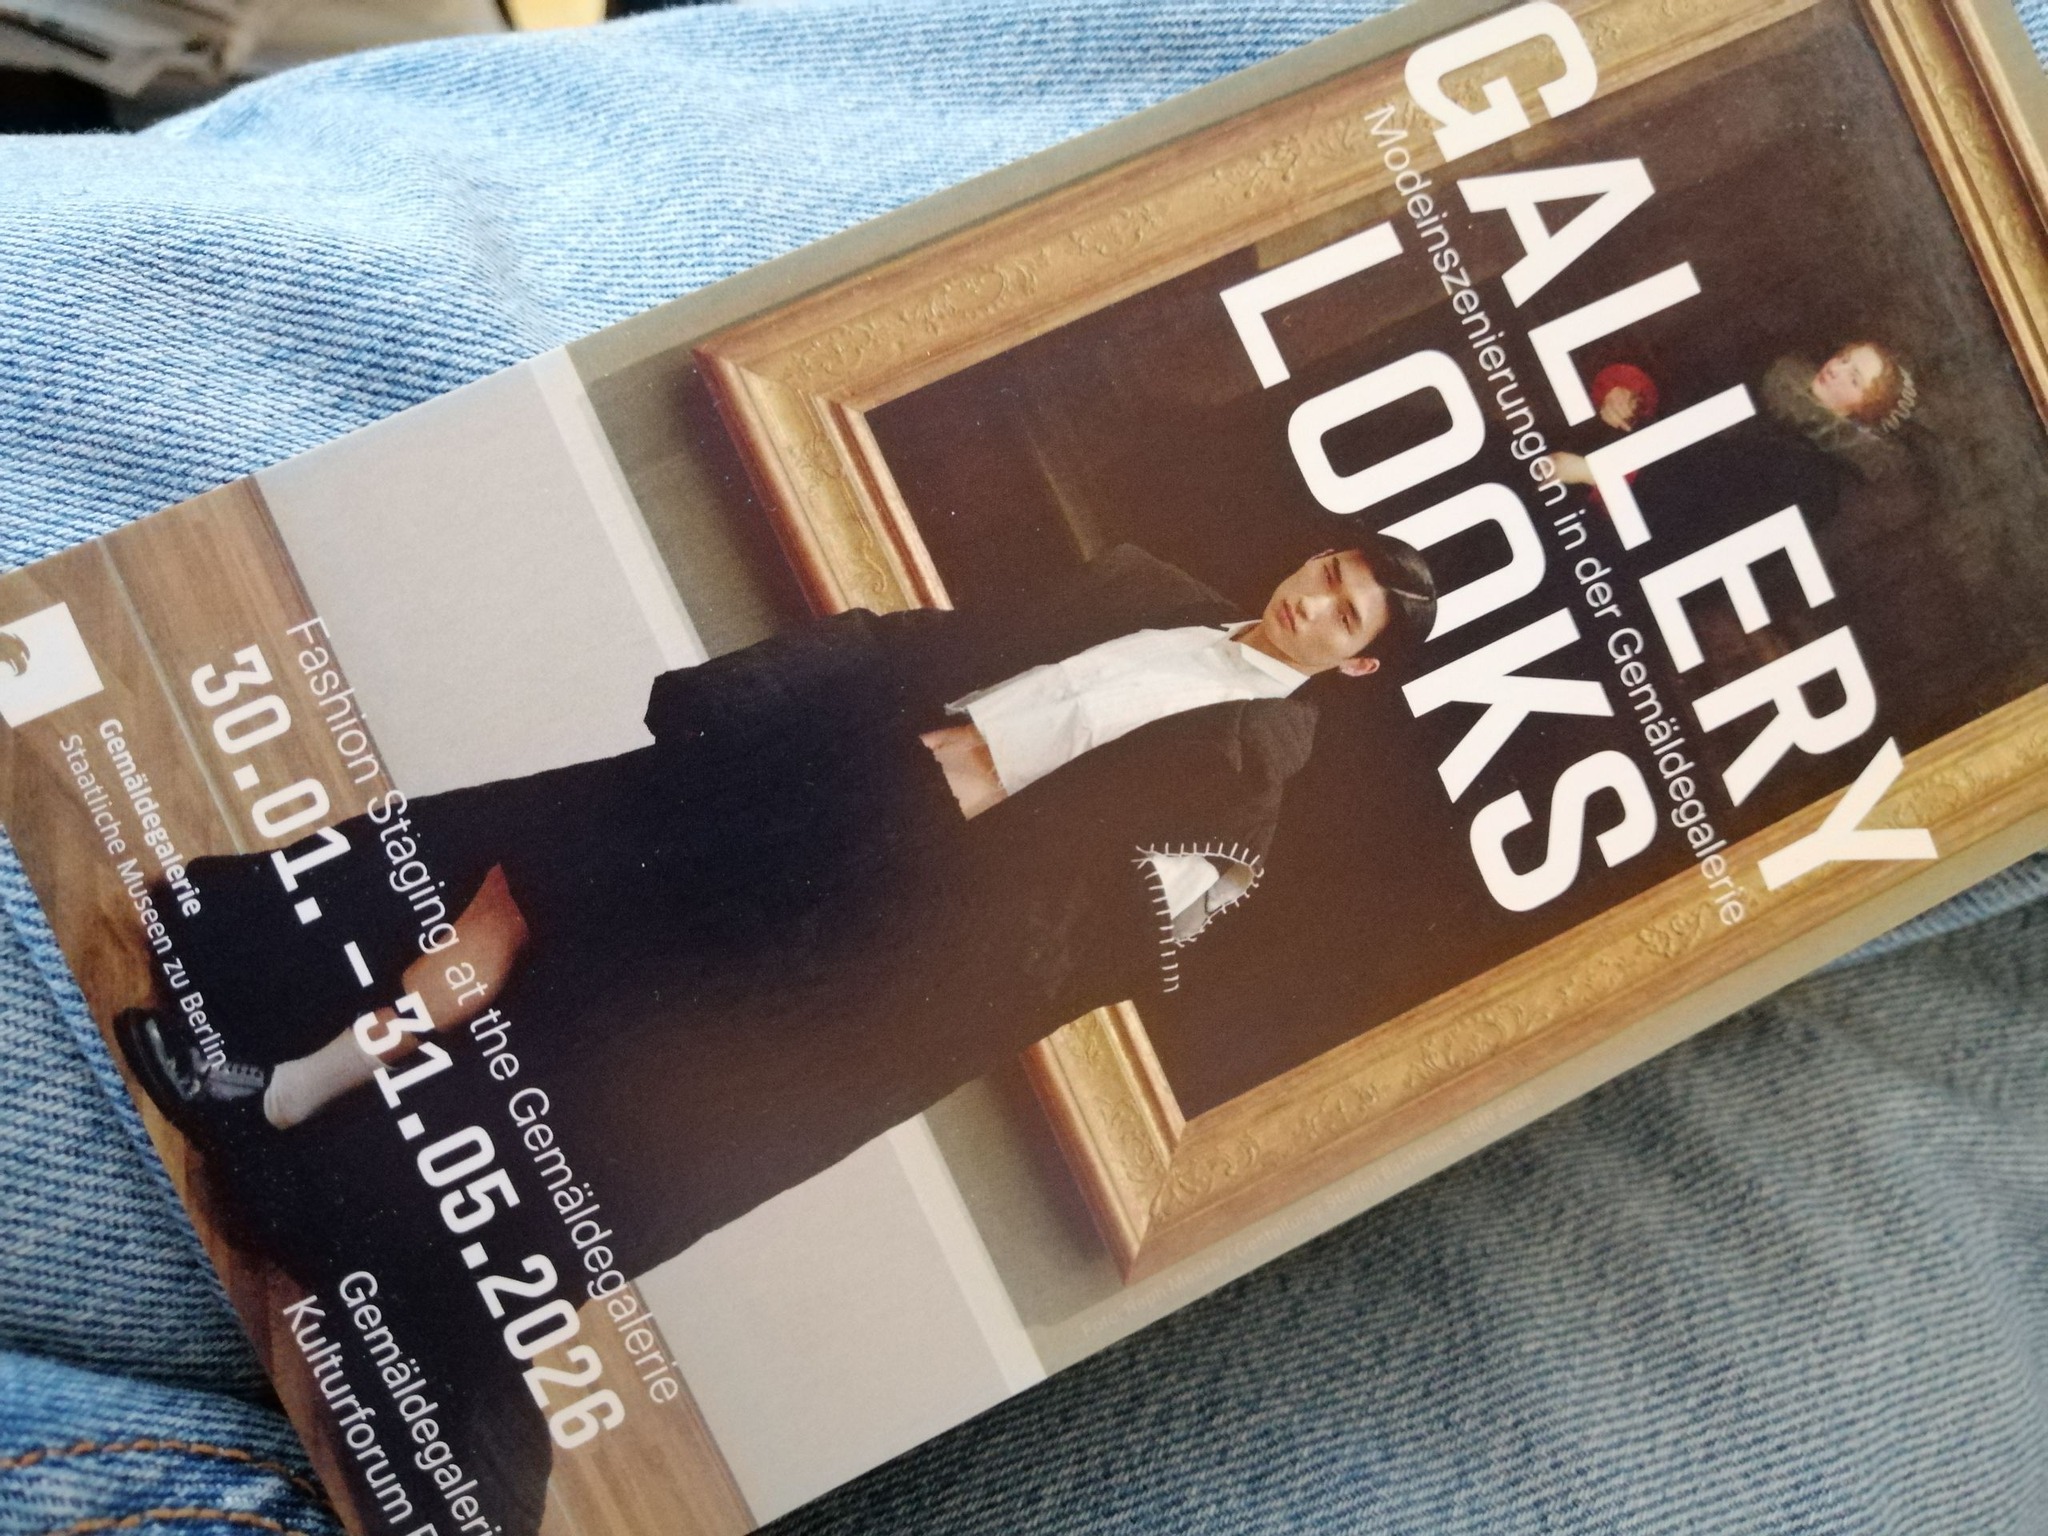 GALLERY
Modeinszenierungen in der Gemäldegalerie
LOOKS
Fashion Staging at the Gemäldegalerie
30.01. – 31.05.2026
Gemäldegalerie
Staatliche Museen zu Berlin
Gemäldegaleri
Kulturforum